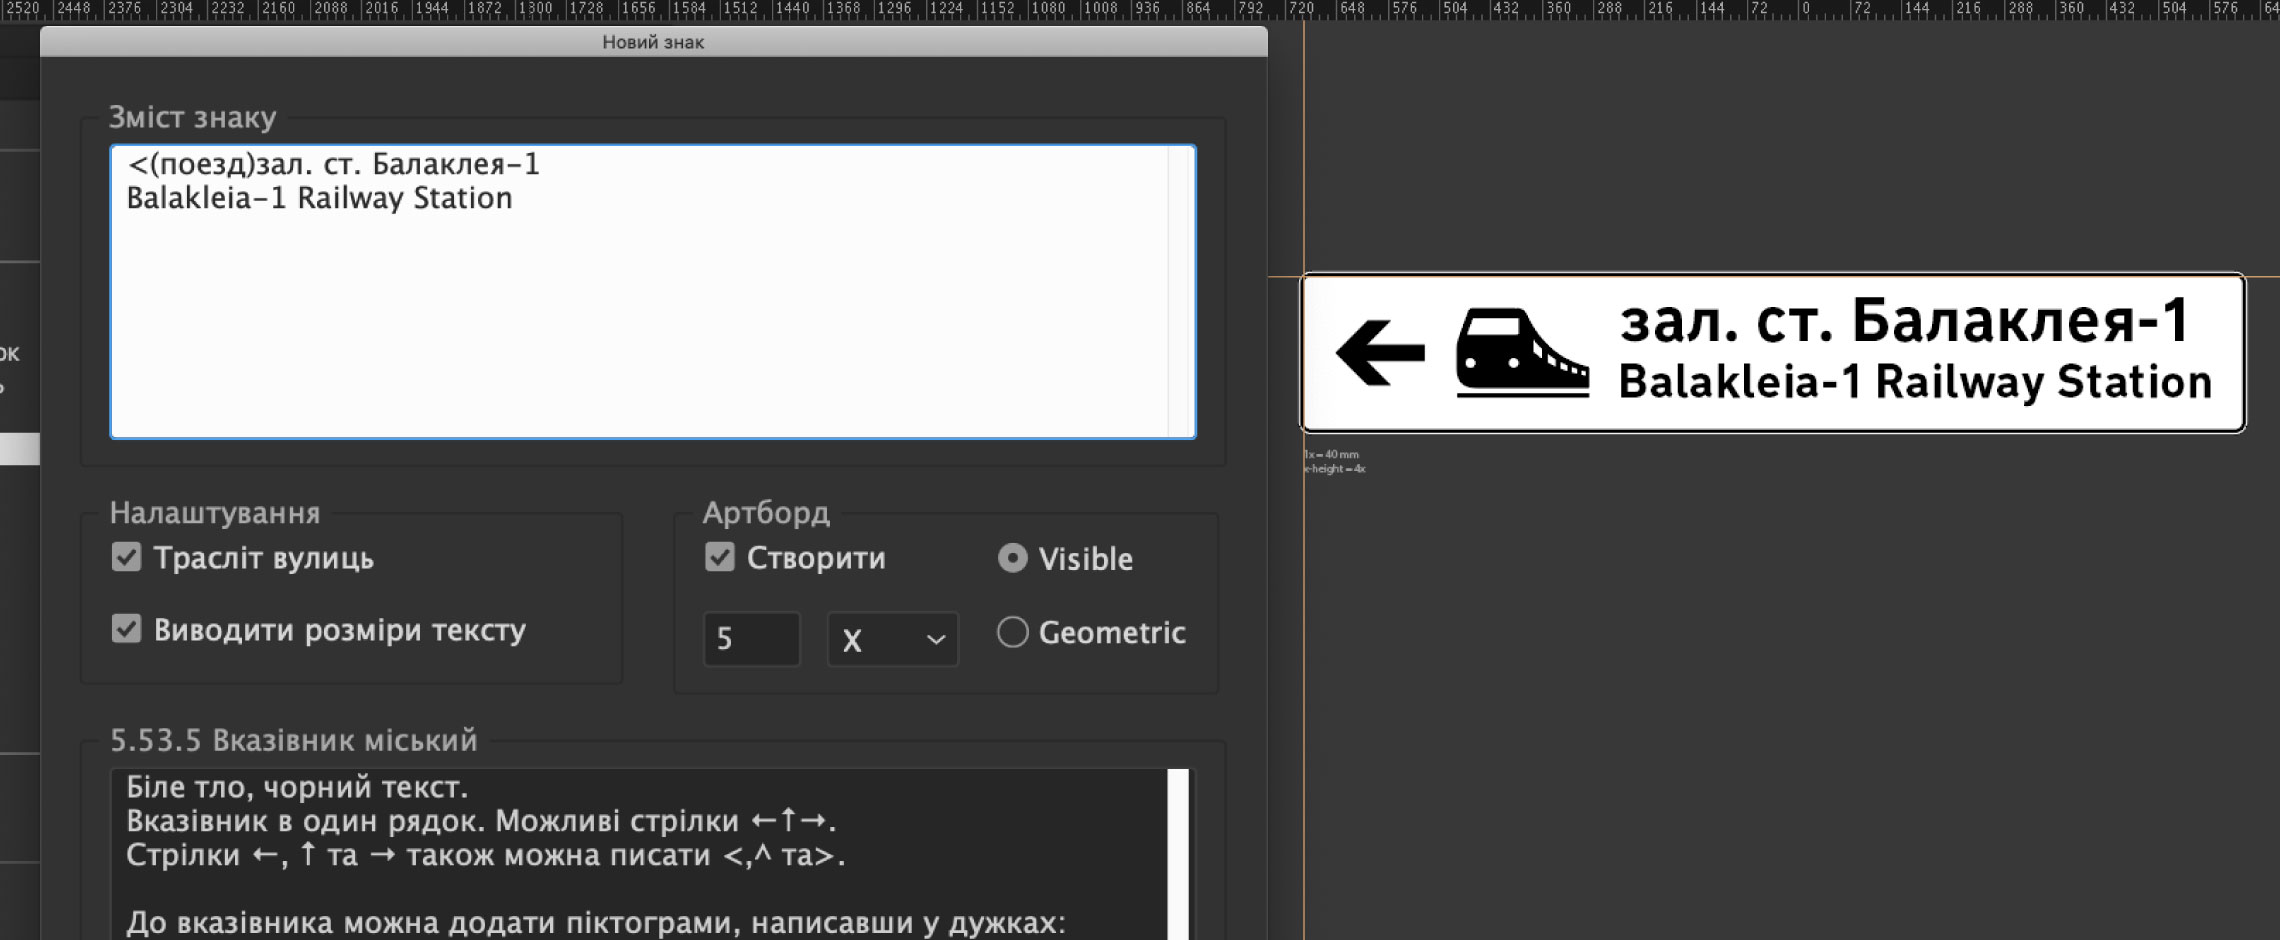 2520 2448 2376 2304 2232 2160 2088 2016 1944 1872 1300 1728 1656 1584 1512 1440 1368 1296 1224 1152 1080 1008 936 864 792 720 648 576 504 432 360 288 216 144 72 0 72 144 216 288 360 432 504 576 64
Новий знак
Зміст знаку
<(поезд)зал. ст. Балаклея-1
Balakleia-1 Railway Station
ок
Налаштування
Трасліт вулиць
Виводити розміри тексту
Артборд
Створити
Visible
5
X
Geometric
5.53.5 Вказівник міський
Біле тло, чорний текст.
Вказівник в один рядок. Можливі стрілки ←↑→.
Стрілки ←, ↑ та → також можна писати <,^ та>.
До вказівника можна додати піктограми, написавши у дужках:
зал. ст. Балаклея-1
Balakleia-1 Railway Station
1x = 40 mm
x-height = 4x